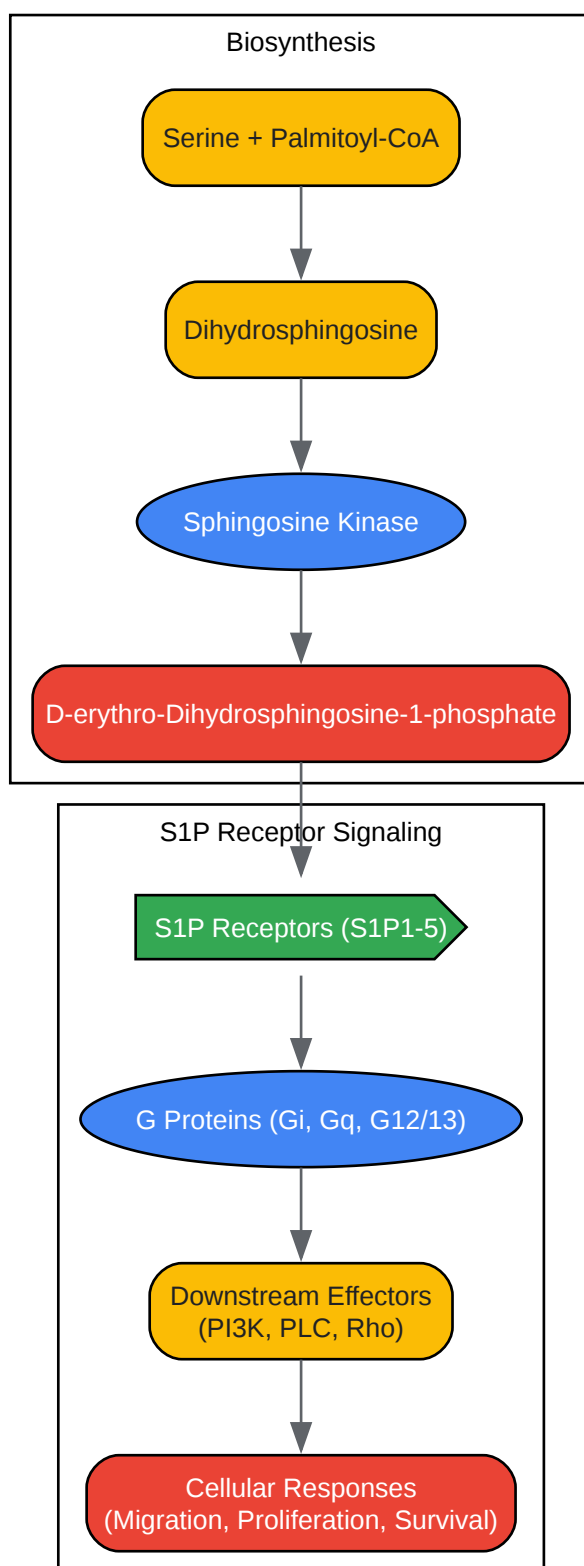 Biosynthesis
Serine + Palmitoyl-CoA
Dihydrosphingosine
Sphingosine Kinase
D-erythro-Dihydrosphingosine-1-phosphate
S1P Receptor Signaling
S1P Receptors (S1P1-5)
G Proteins (Gi, Gq, G12/13)
Downstream Effectors
(PI3K, PLC, Rho)
Cellular Responses
(Migration, Proliferation, Survival)